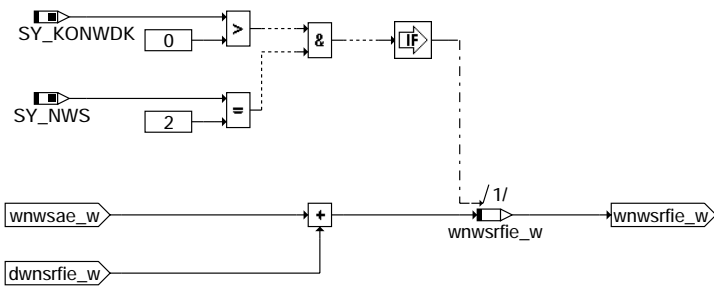 SY_KONWDK
0
>
&
IF
SY_NWS
2
=
/1/
wnwsae_w
+
wnwsrfie_w
wnwsrfie_w
dwnsrfie_w